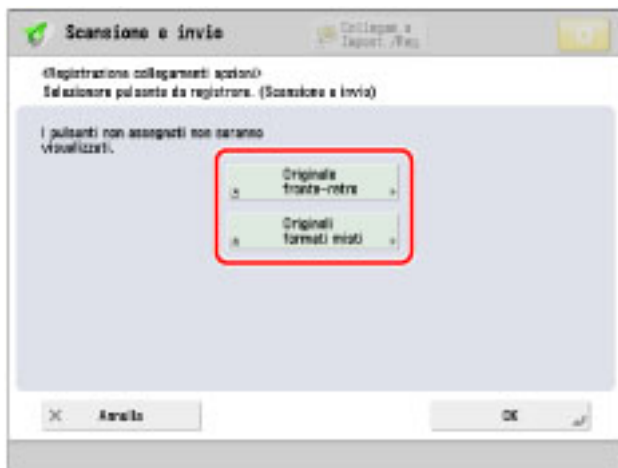 Scansione e invio
Collegam. a
Impost./Reg.
<Registrazione collegamenti opzioni>
Selezionare pulsante da registrare. (Scansione e invio)
I pulsanti non assegnati non saranno
visualizzati.
Originale
fronte-retro
Originali
formati misti
Annulla
OK